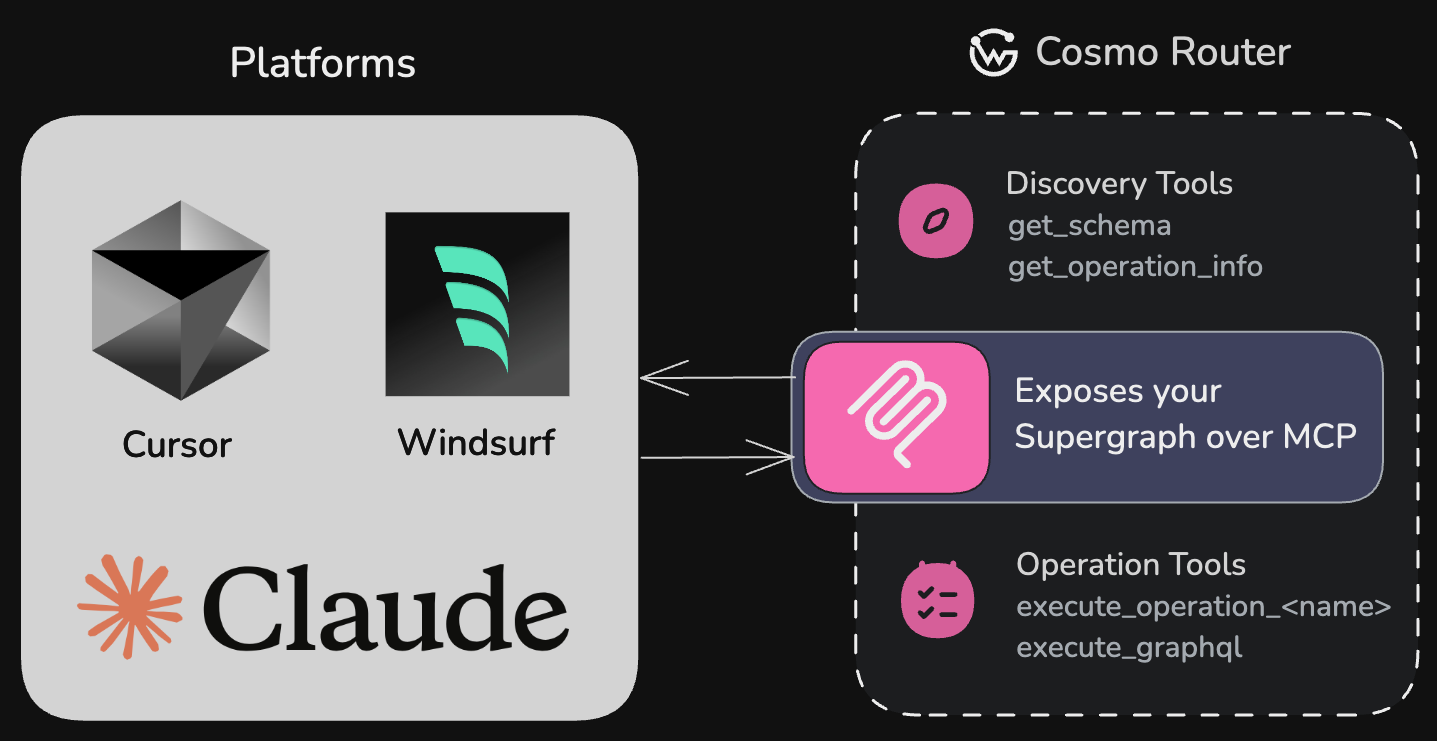 Platforms
Cosmo Router
Cursor
Windsurf
Claude
Discovery Tools
get_schema
get_operation_info
Exposes your
Supergraph over MCP
Operation Tools
execute_operation_<name>
execute_graphql